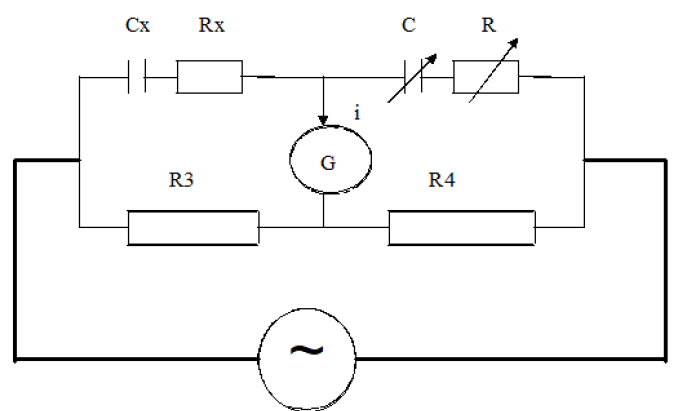 Cx Rx C R
i
G
R3 R4
~